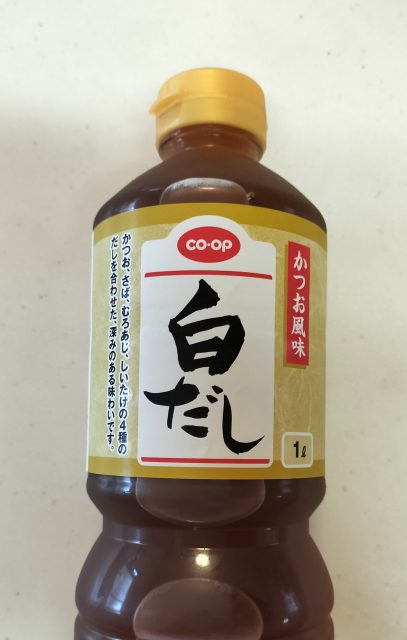 co·op
かつお風味
白
だし
かつお、さば、むろあじ、しいたけの4種の
だしを合わせた、深みのある味わいです。
1ℓ